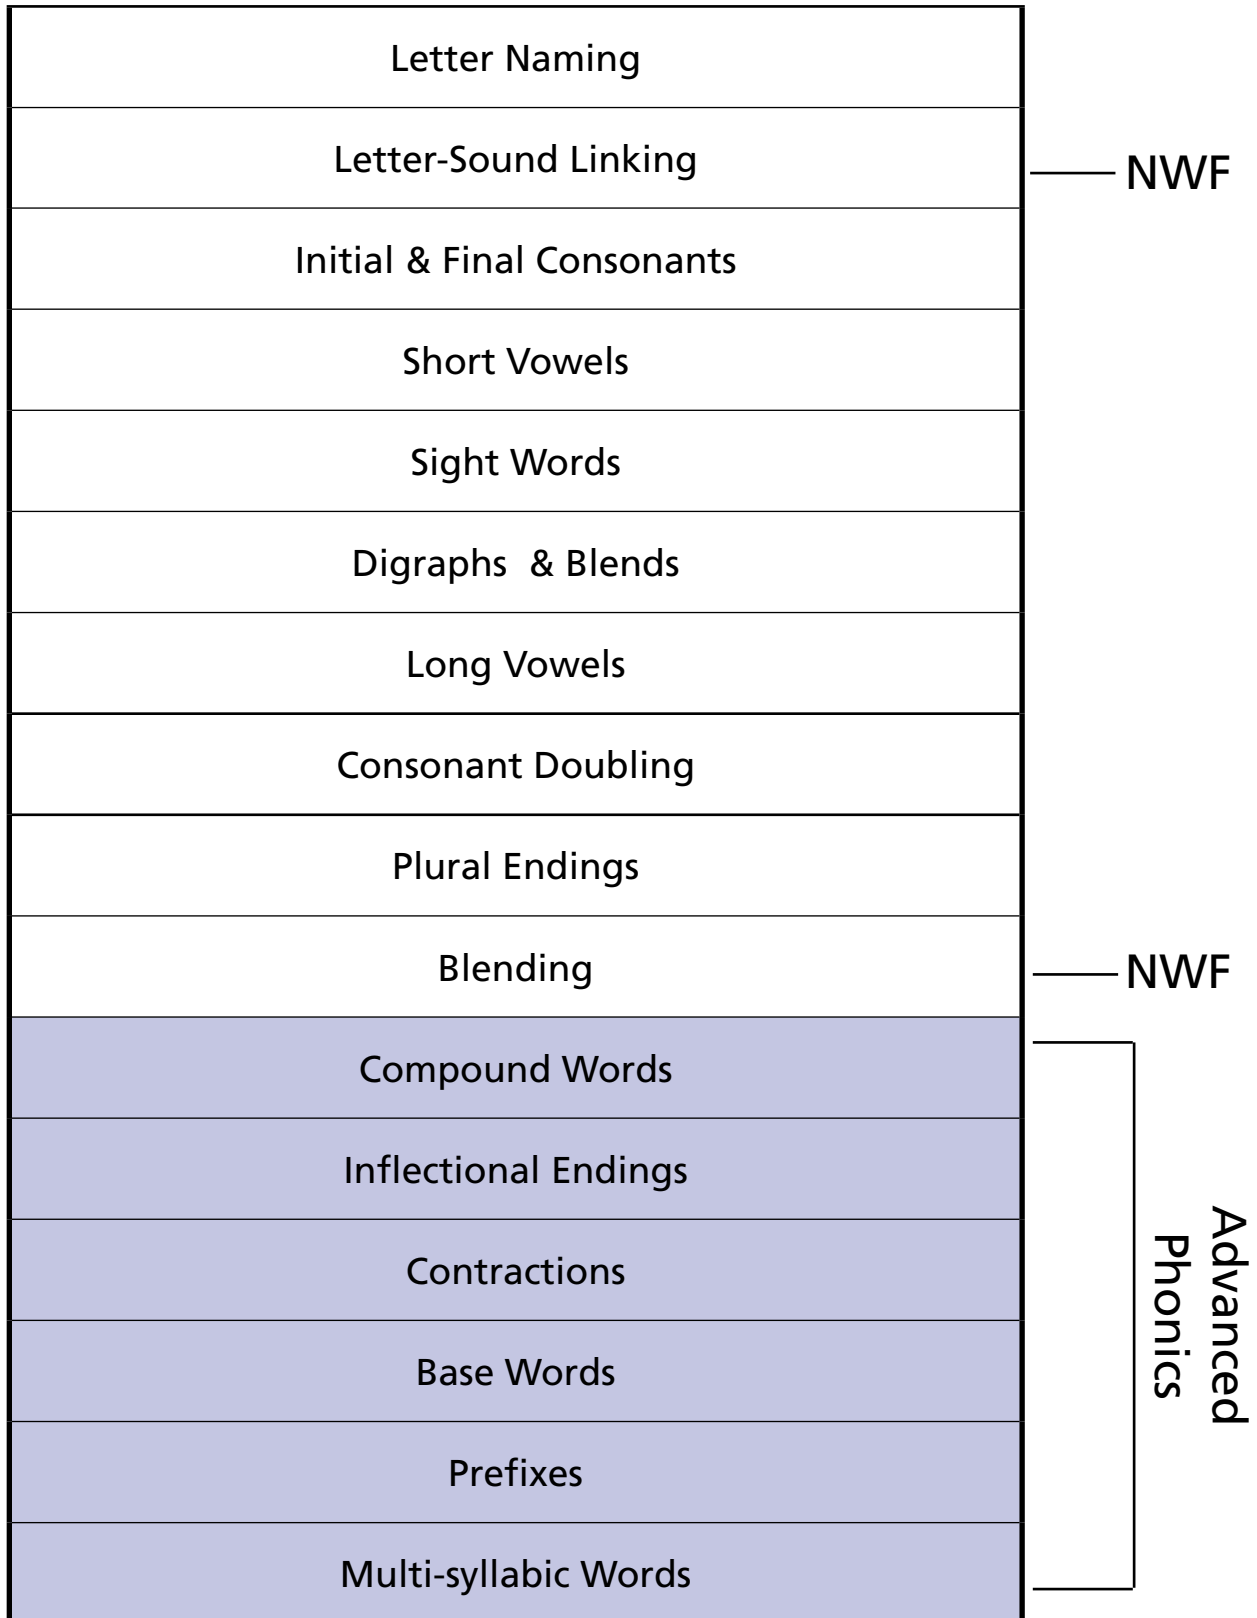 Letter Naming
Letter-Sound Linking
NWF
Initial & Final Consonants
Short Vowels
Sight Words
Digraphs & Blends
Long Vowels
Consonant Doubling
Plural Endings
Blending
NWF
Compound Words
Inflectional Endings
Contractions
Base Words
Prefixes
Multi-syllabic Words
Advanced
Phonics